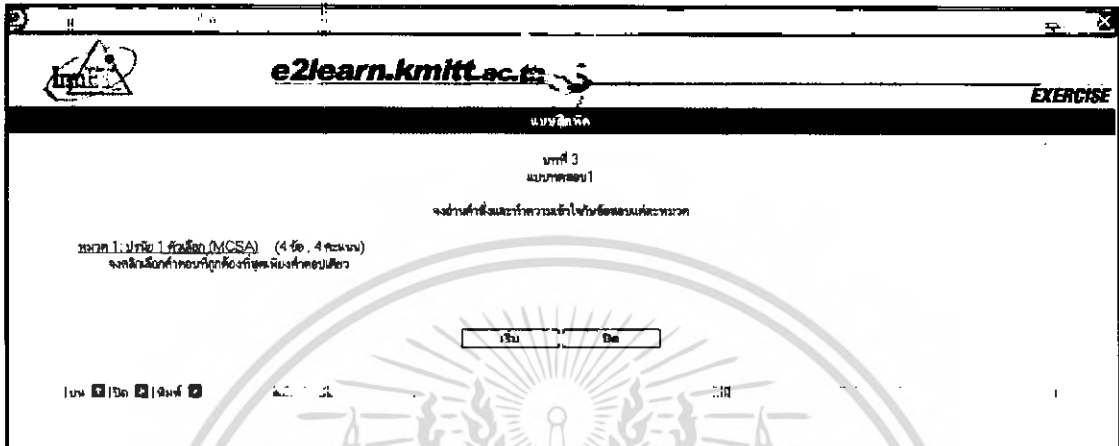 e2learn.kmitt.ac.th
EXERCISE
แบบฝึกหัด
บทที่ 3
แบบทดสอบ1
จงอ่านคำสั่งและทำความเข้าใจกับข้อสอบแต่ละหมวด
หมวด 1: ปรนัย 1 ตัวเลือก (MCSA) (4 ข้อ , 4 คะแนน)
จงคลิกเลือกคำตอบที่ถูกต้องที่สุดเพียงคำตอบเดียว
เริ่ม ปิด
|บน |ปิด |พิมพ์